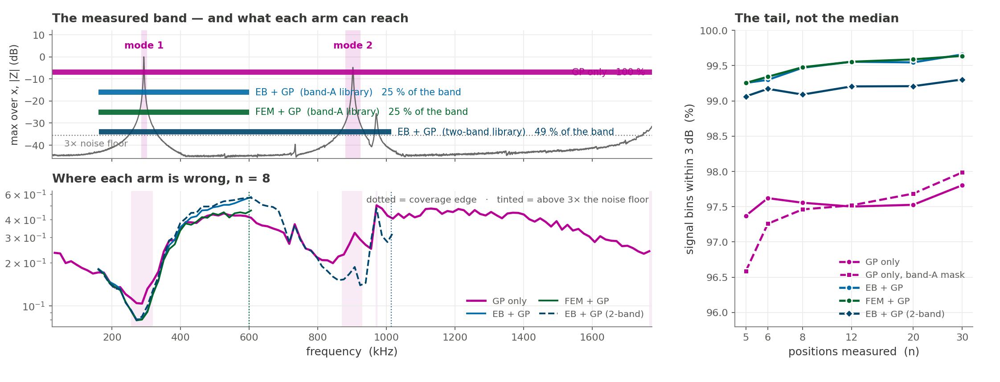 The measured band — and what each arm can reach
max over x, |Z| (dB)
10
0
−10
−20
−30
−40
mode 1
mode 2
GP only   100 %
EB + GP  (band-A library)   25 % of the band
FEM + GP  (band-A library)   25 % of the band
EB + GP  (two-band library)   49 % of the band
3× noise floor
Where each arm is wrong, n = 8
6 × 10⁻¹
4 × 10⁻¹
3 × 10⁻¹
2 × 10⁻¹
10⁻¹
dotted = coverage edge   ·   tinted = above 3× the noise floor
GP only
EB + GP
FEM + GP
EB + GP (2-band)
200 400 600 800 1000 1200 1400 1600
frequency  (kHz)
The tail, not the median
signal bins within 3 dB  (%)
100.0
99.5
99.0
98.5
98.0
97.5
97.0
96.5
96.0
GP only
GP only, band-A mask
EB + GP
FEM + GP
EB + GP (2-band)
5 6 8 12 20 30
positions measured  (n)